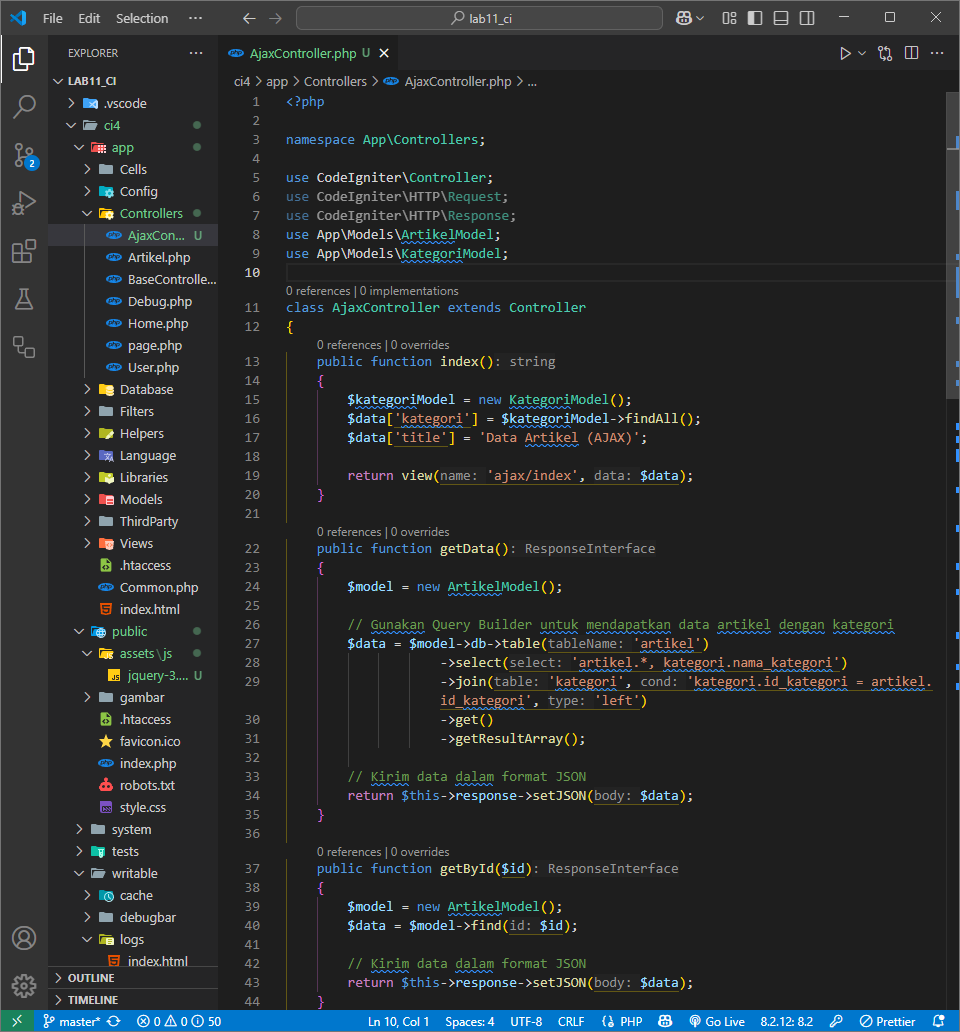 File Edit Selection ··· lab11_ci
EXPLORER ···
LAB11_CI
.vscode
ci4
app
Cells
Config
Controllers
AjaxCon... U
Artikel.php
BaseControlle...
Debug.php
Home.php
page.php
User.php
Database
Filters
Helpers
Language
Libraries
Models
ThirdParty
Views
.htaccess
Common.php
index.html
public
assets\js
jquery-3.... U
gambar
.htaccess
favicon.ico
index.php
robots.txt
style.css
system
tests
writable
cache
debugbar
logs
index.html
OUTLINE
TIMELINE
2
AjaxController.php U
ci4 > app > Controllers > AjaxController.php > ...
1 <?php
2
3 namespace App\Controllers;
4
5 use CodeIgniter\Controller;
6 use CodeIgniter\HTTP\Request;
7 use CodeIgniter\HTTP\Response;
8 use App\Models\ArtikelModel;
9 use App\Models\KategoriModel;
10
0 references | 0 implementations
11 class AjaxController extends Controller
12 {
0 references | 0 overrides
13 public function index(): string
14 {
15 $kategoriModel = new KategoriModel();
16 $data['kategori'] = $kategoriModel->findAll();
17 $data['title'] = 'Data Artikel (AJAX)';
18
19 return view(name: 'ajax/index', data: $data);
20 }
21
0 references | 0 overrides
22 public function getData(): ResponseInterface
23 {
24 $model = new ArtikelModel();
25
26 // Gunakan Query Builder untuk mendapatkan data artikel dengan kategori
27 $data = $model->db->table(tableName: 'artikel')
28 ->select(select: 'artikel.*, kategori.nama_kategori')
29 ->join(table: 'kategori', cond: 'kategori.id_kategori = artikel.
id_kategori', type: 'left')
30 ->get()
31 ->getResultArray();
32
33 // Kirim data dalam format JSON
34 return $this->response->setJSON(body: $data);
35 }
36
0 references | 0 overrides
37 public function getById($id): ResponseInterface
38 {
39 $model = new ArtikelModel();
40 $data = $model->find(id: $id);
41
42 // Kirim data dalam format JSON
43 return $this->response->setJSON(body: $data);
44 }
master* 0 0 50 Ln 10, Col 1 Spaces: 4 UTF-8 CRLF {} PHP Go Live 8.2.12: 8.2 Prettier